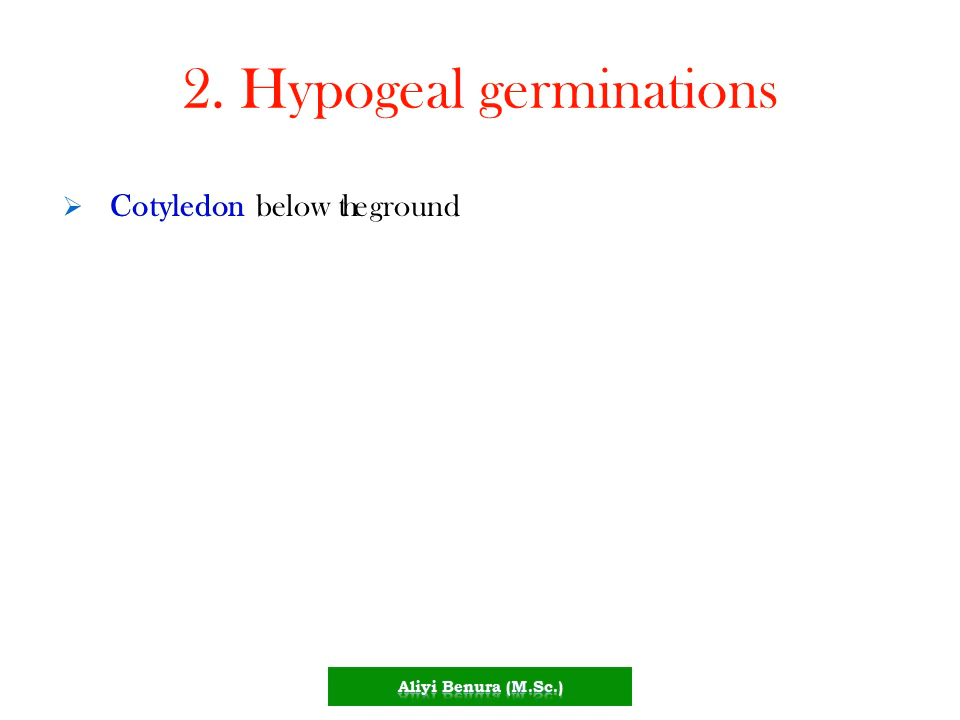 2. Hypogeal germinations
➢ Cotyledon below the ground
Aliyi Benura (M.Sc.)